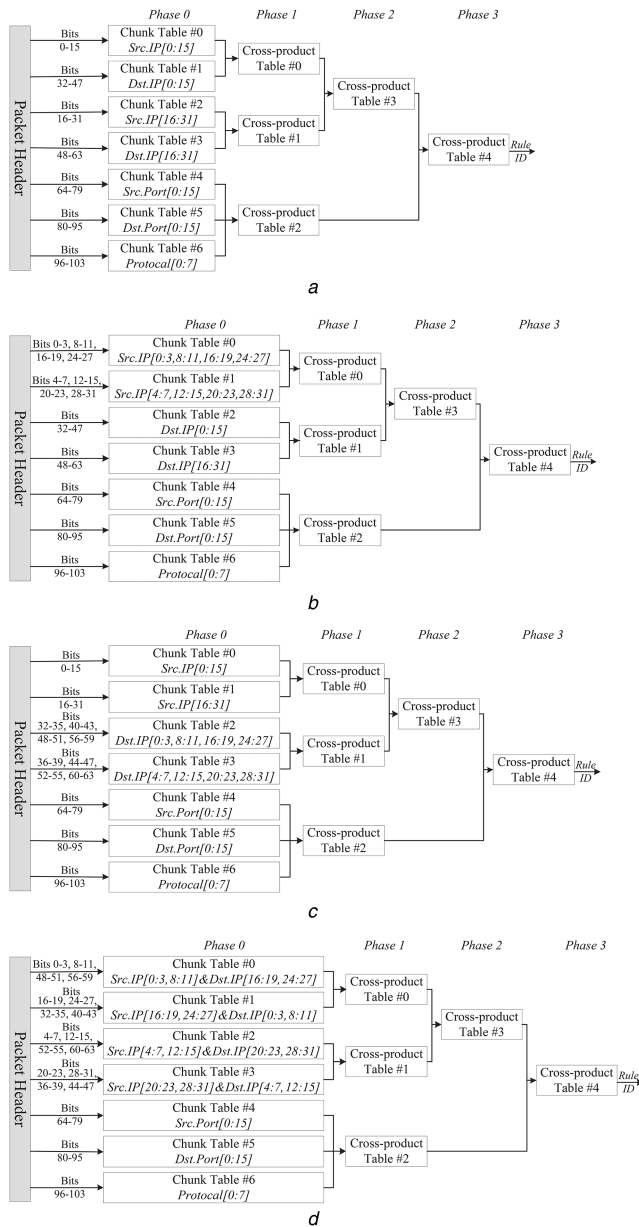 Phase 0 Phase 1 Phase 2 Phase 3
Packet Header
Bits
0-15
Chunk Table #0
Src.IP[0:15]
Bits
32-47
Chunk Table #1
Dst.IP[0:15]
Bits
16-31
Chunk Table #2
Src.IP[16:31]
Bits
48-63
Chunk Table #3
Dst.IP[16:31]
Bits
64-79
Chunk Table #4
Src.Port[0:15]
Bits
80-95
Chunk Table #5
Dst.Port[0:15]
Bits
96-103
Chunk Table #6
Protocal[0:7]
Cross-product
Table #0
Cross-product
Table #1
Cross-product
Table #2
Cross-product
Table #3
Cross-product
Table #4
Rule
ID
a
Phase 0 Phase 1 Phase 2 Phase 3
Packet Header
Bits 0-3, 8-11,
16-19, 24-27
Chunk Table #0
Src.IP[0:3,8:11,16:19,24:27]
Bits 4-7, 12-15,
20-23, 28-31
Chunk Table #1
Src.IP[4:7,12:15,20:23,28:31]
Bits
32-47
Chunk Table #2
Dst.IP[0:15]
Bits
48-63
Chunk Table #3
Dst.IP[16:31]
Bits
64-79
Chunk Table #4
Src.Port[0:15]
Bits
80-95
Chunk Table #5
Dst.Port[0:15]
Bits
96-103
Chunk Table #6
Protocal[0:7]
Cross-product
Table #0
Cross-product
Table #1
Cross-product
Table #2
Cross-product
Table #3
Cross-product
Table #4
Rule
ID
b
Phase 0 Phase 1 Phase 2 Phase 3
Packet Header
Bits
0-15
Chunk Table #0
Src.IP[0:15]
Bits
16-31
Chunk Table #1
Src.IP[16:31]
Bits
32-35, 40-43,
48-51, 56-59
Chunk Table #2
Dst.IP[0:3,8:11,16:19,24:27]
Bits
36-39, 44-47,
52-55, 60-63
Chunk Table #3
Dst.IP[4:7,12:15,20:23,28:31]
Bits
64-79
Chunk Table #4
Src.Port[0:15]
Bits
80-95
Chunk Table #5
Dst.Port[0:15]
Bits
96-103
Chunk Table #6
Protocal[0:7]
Cross-product
Table #0
Cross-product
Table #1
Cross-product
Table #2
Cross-product
Table #3
Cross-product
Table #4
Rule
ID
c
Phase 0 Phase 1 Phase 2 Phase 3
Packet Header
Bits 0-3, 8-11,
48-51, 56-59
Chunk Table #0
Src.IP[0:3,8:11]&Dst.IP[16:19,24:27]
Bits
16-19, 24-27,
32-35, 40-43
Chunk Table #1
Src.IP[16:19,24:27]&Dst.IP[0:3,8:11]
Bits
4-7, 12-15,
52-55, 60-63
Chunk Table #2
Src.IP[4:7,12:15]&Dst.IP[20:23,28:31]
Bits
20-23, 28-31,
36-39, 44-47
Chunk Table #3
Src.IP[20:23,28:31]&Dst.IP[4:7,12:15]
Bits
64-79
Chunk Table #4
Src.Port[0:15]
Bits
80-95
Chunk Table #5
Dst.Port[0:15]
Bits
96-103
Chunk Table #6
Protocal[0:7]
Cross-product
Table #0
Cross-product
Table #1
Cross-product
Table #2
Cross-product
Table #3
Cross-product
Table #4
Rule
ID
d